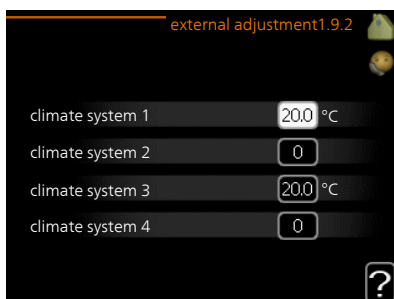 external adjustment1.9.2
climate system 1 20.0 °C
climate system 2 0
climate system 3 20.0 °C
climate system 4 0
?